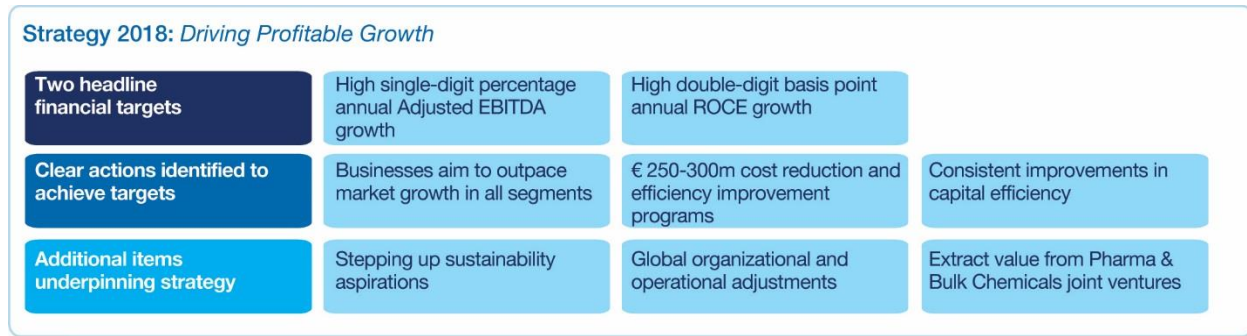 Strategy 2018: Driving Profitable Growth
Two headline
financial targets
High single-digit percentage
annual Adjusted EBITDA
growth
High double-digit basis point
annual ROCE growth
Clear actions identified to
achieve targets
Businesses aim to outpace
market growth in all segments
€ 250-300m cost reduction and
efficiency improvement
programs
Consistent improvements in
capital efficiency
Additional items
underpinning strategy
Stepping up sustainability
aspirations
Global organizational and
operational adjustments
Extract value from Pharma &
Bulk Chemicals joint ventures